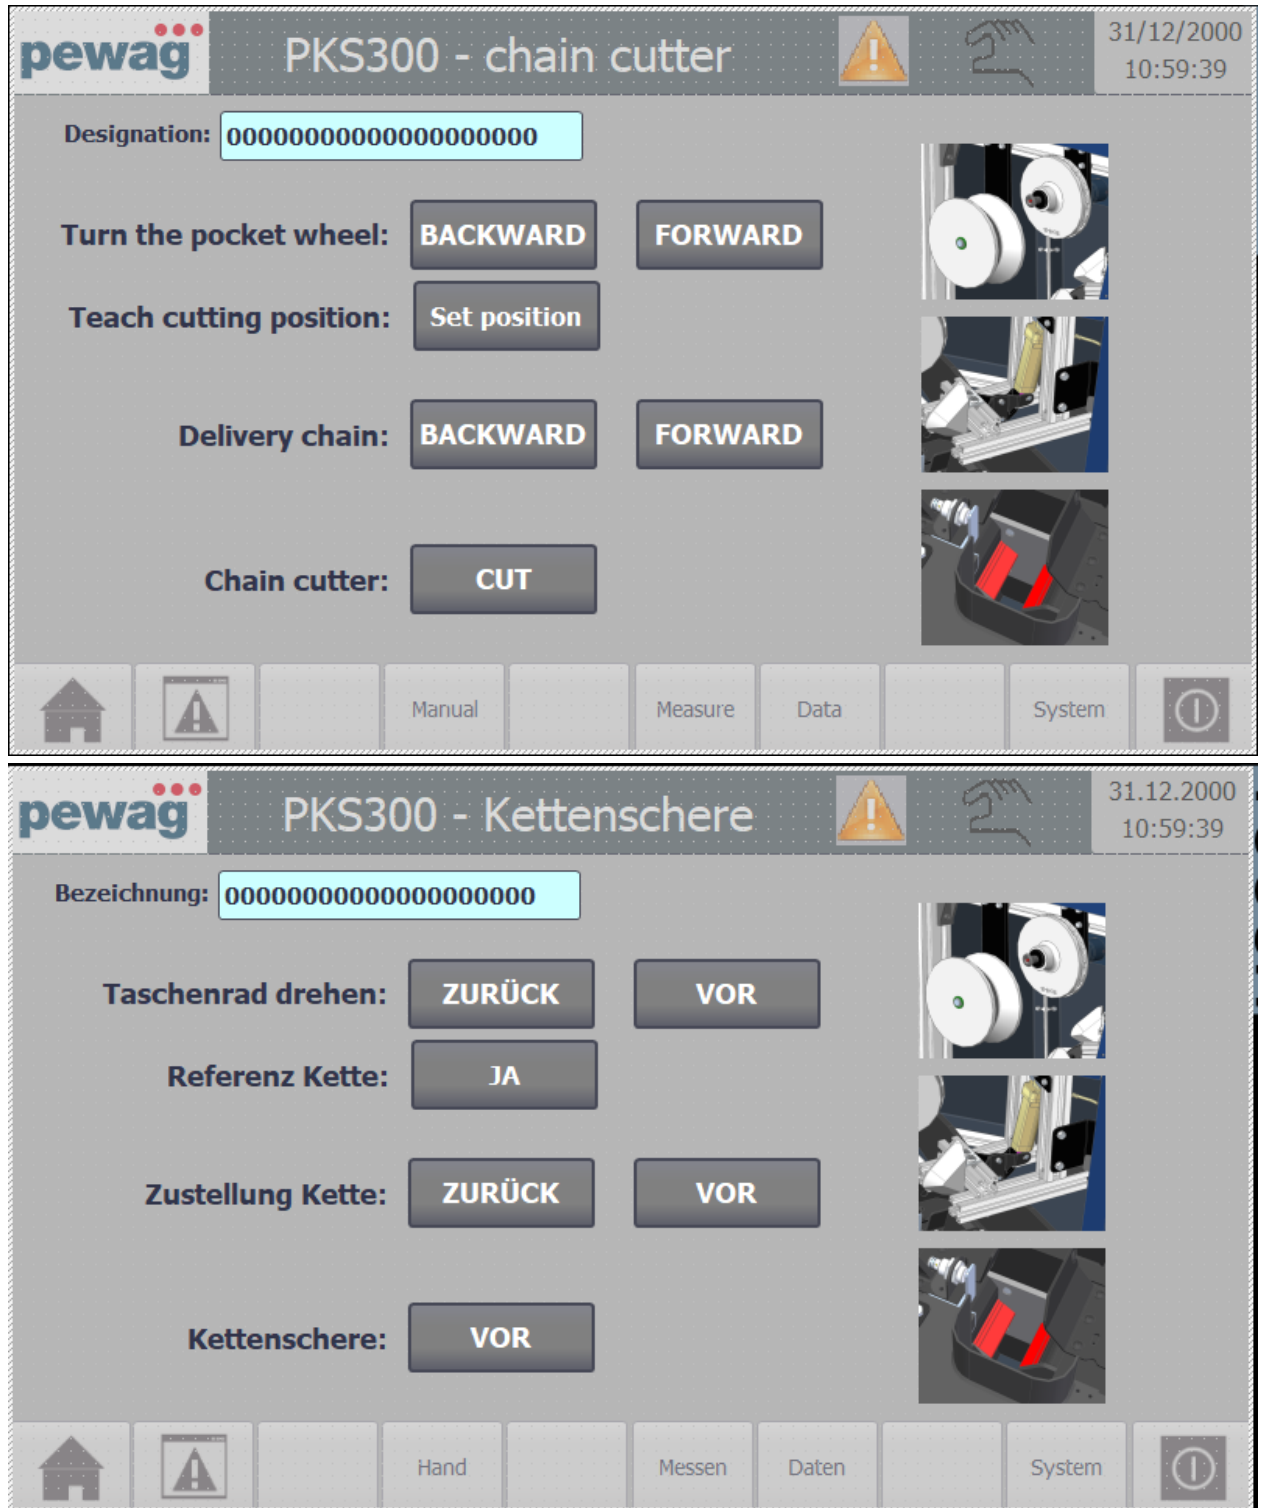 pewag
PKS300 - chain cutter
31/12/2000
10:59:39
Designation: 00000000000000000000
Turn the pocket wheel: BACKWARD FORWARD
Teach cutting position: Set position
Delivery chain: BACKWARD FORWARD
Chain cutter: CUT
Manual Measure Data System
pewag
PKS300 - Kettenschere
31.12.2000
10:59:39
Bezeichnung: 00000000000000000000
Taschenrad drehen: ZURÜCK VOR
Referenz Kette: JA
Zustellung Kette: ZURÜCK VOR
Kettenschere: VOR
Hand Messen Daten System